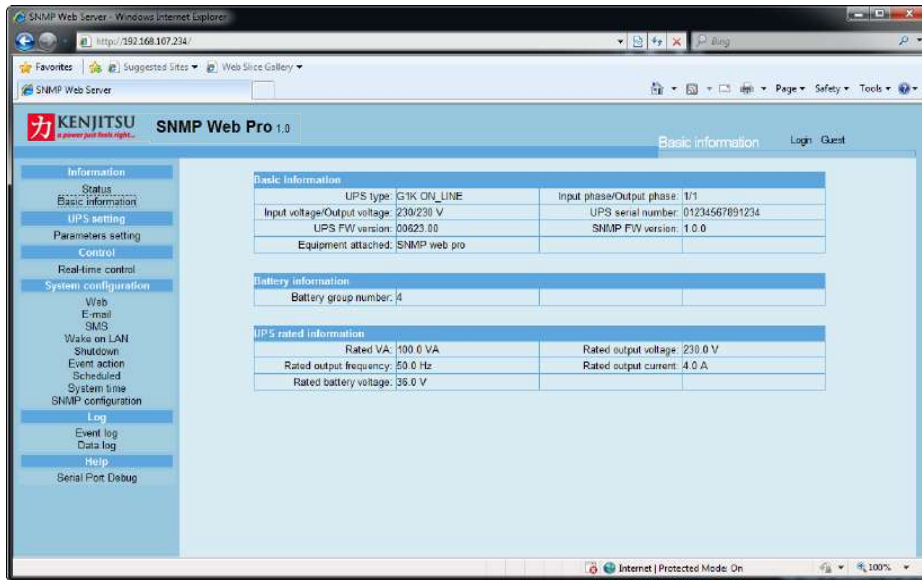 SNMP Web Server - Windows Internet Explorer
http://192.168.107.234/
Bing
Favorites Suggested Sites Web Slice Gallery
SNMP Web Server
Page Safety Tools
力 KENJITSU
a power just feels right...
SNMP Web Pro 1.0
Basic information Login Guest
Information
Status
Basic information
UPS setting
Parameters setting
Control
Real-time control
System configuration
Web
E-mail
SMS
Wake on LAN
Shutdown
Event action
Scheduled
System time
SNMP configuration
Log
Event log
Data log
Help
Serial Port Debug
Basic Information
UPS type: G1K ON_LINE Input phase/Output phase: 1/1
Input voltage/Output voltage: 230/230 V UPS serial number: 01234567891234
UPS FW version: 00623.00 SNMP FW version: 1.0.0
Equipment attached: SNMP web pro
Battery information
Battery group number: 4
UPS rated information
Rated VA: 100.0 VA Rated output voltage: 230.0 V
Rated output frequency: 50.0 Hz Rated output current: 4.0 A
Rated battery voltage: 36.0 V
Internet | Protected Mode: On 100%